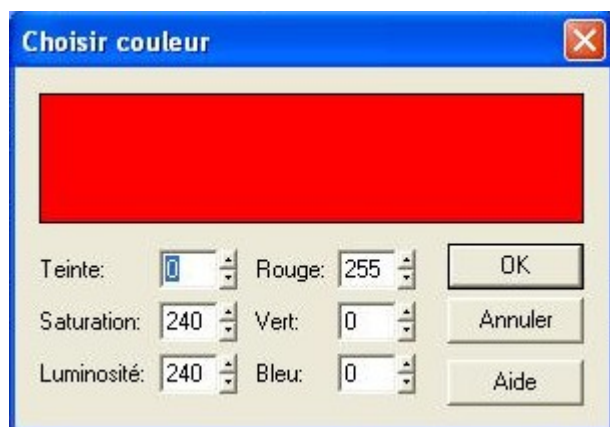 Choisir couleur
Teinte: 0 Rouge: 255 OK
Saturation: 240 Vert: 0 Annuler
Luminosité: 240 Bleu: 0 Aide